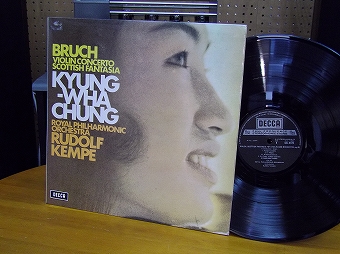 BRUCH
VIOLIN CONCERTO
SCOTTISH FANTASIA
KYUNG
-WHA
CHUNG
ROYAL PHILHARMONIC
ORCHESTRA
RUDOLF
KEMPE
DECCA
DECCA